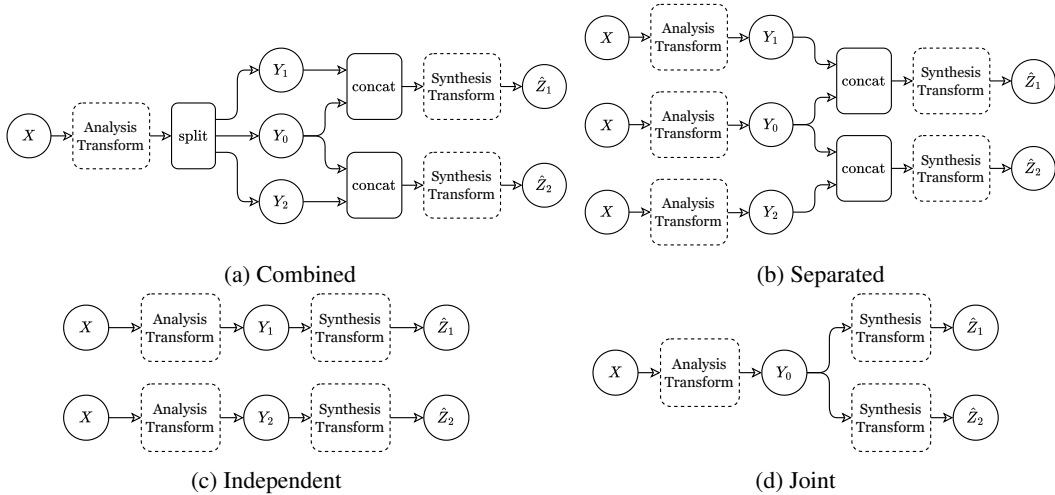 X
Analysis
Transform
split
Y₁
Y₀
Y₂
concat
concat
Synthesis
Transform
Synthesis
Transform
Ẑ₁
Ẑ₂
(a) Combined
X
Analysis
Transform
Y₁
X
Analysis
Transform
Y₀
X
Analysis
Transform
Y₂
concat
concat
Synthesis
Transform
Synthesis
Transform
Ẑ₁
Ẑ₂
(b) Separated
X
Analysis
Transform
Y₁
Synthesis
Transform
Ẑ₁
X
Analysis
Transform
Y₂
Synthesis
Transform
Ẑ₂
(c) Independent
X
Analysis
Transform
Y₀
Synthesis
Transform
Ẑ₁
Synthesis
Transform
Ẑ₂
(d) Joint